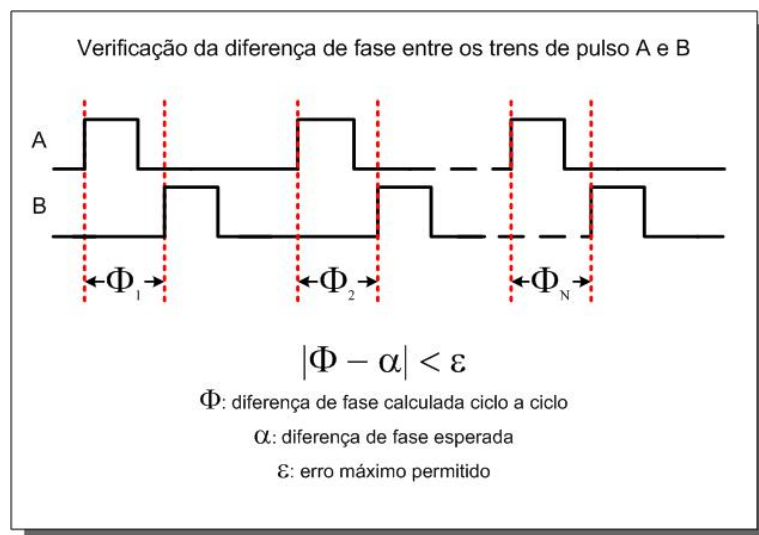 Verificação da diferença de fase entre os trens de pulso A e B
A
B
Φ₁ Φ₂ Φ_N
|Φ − α| < ε
Φ: diferença de fase calculada ciclo a ciclo
α: diferença de fase esperada
ε: erro máximo permitido